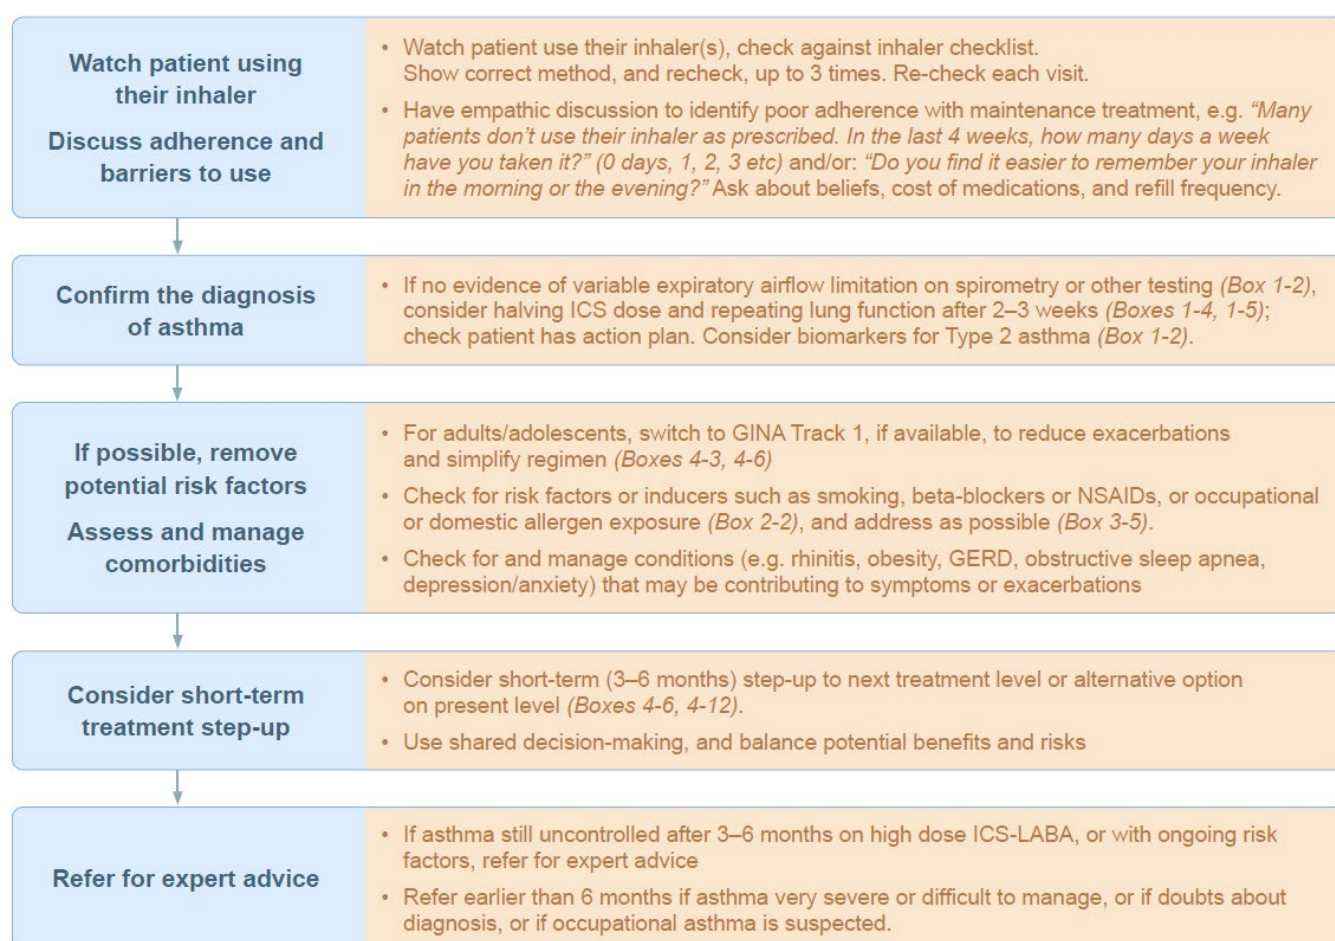 Watch patient using
their inhaler
Discuss adherence and
barriers to use
• Watch patient use their inhaler(s), check against inhaler checklist.
Show correct method, and recheck, up to 3 times. Re-check each visit.
• Have empathic discussion to identify poor adherence with maintenance treatment, e.g. “Many
patients don’t use their inhaler as prescribed. In the last 4 weeks, how many days a week
have you taken it?” (0 days, 1, 2, 3 etc) and/or: “Do you find it easier to remember your inhaler
in the morning or the evening?” Ask about beliefs, cost of medications, and refill frequency.
Confirm the diagnosis
of asthma
• If no evidence of variable expiratory airflow limitation on spirometry or other testing (Box 1-2),
consider halving ICS dose and repeating lung function after 2–3 weeks (Boxes 1-4, 1-5);
check patient has action plan. Consider biomarkers for Type 2 asthma (Box 1-2).
If possible, remove
potential risk factors
Assess and manage
comorbidities
• For adults/adolescents, switch to GINA Track 1, if available, to reduce exacerbations
and simplify regimen (Boxes 4-3, 4-6)
• Check for risk factors or inducers such as smoking, beta-blockers or NSAIDs, or occupational
or domestic allergen exposure (Box 2-2), and address as possible (Box 3-5).
• Check for and manage conditions (e.g. rhinitis, obesity, GERD, obstructive sleep apnea,
depression/anxiety) that may be contributing to symptoms or exacerbations
Consider short-term
treatment step-up
• Consider short-term (3–6 months) step-up to next treatment level or alternative option
on present level (Boxes 4-6, 4-12).
• Use shared decision-making, and balance potential benefits and risks
Refer for expert advice
• If asthma still uncontrolled after 3–6 months on high dose ICS-LABA, or with ongoing risk
factors, refer for expert advice
• Refer earlier than 6 months if asthma very severe or difficult to manage, or if doubts about
diagnosis, or if occupational asthma is suspected.